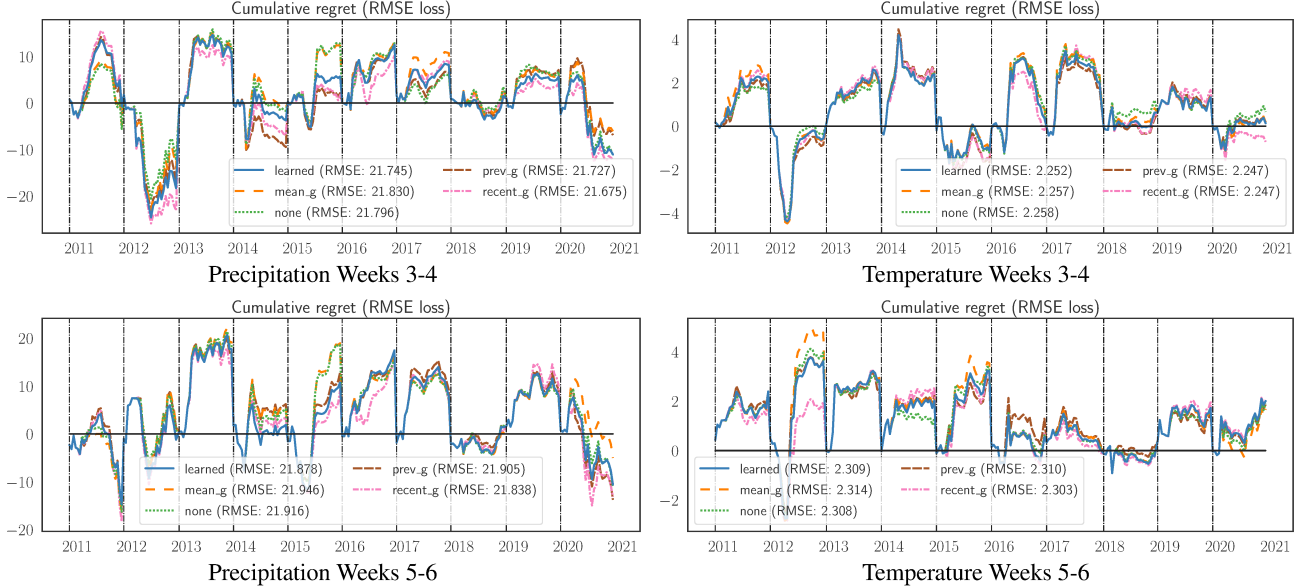 Cumulative regret (RMSE loss)
10
0
−10
−20
learned (RMSE: 21.745)
mean_g (RMSE: 21.830)
none (RMSE: 21.796)
prev_g (RMSE: 21.727)
recent_g (RMSE: 21.675)
2011 2012 2013 2014 2015 2016 2017 2018 2019 2020 2021
Precipitation Weeks 3-4
Cumulative regret (RMSE loss)
4
2
0
−2
−4
learned (RMSE: 2.252)
mean_g (RMSE: 2.257)
none (RMSE: 2.258)
prev_g (RMSE: 2.247)
recent_g (RMSE: 2.247)
2011 2012 2013 2014 2015 2016 2017 2018 2019 2020 2021
Temperature Weeks 3-4
Cumulative regret (RMSE loss)
20
10
0
−10
−20
learned (RMSE: 21.878)
mean_g (RMSE: 21.946)
none (RMSE: 21.916)
prev_g (RMSE: 21.905)
recent_g (RMSE: 21.838)
2011 2012 2013 2014 2015 2016 2017 2018 2019 2020 2021
Precipitation Weeks 5-6
Cumulative regret (RMSE loss)
4
2
0
−2
learned (RMSE: 2.309)
mean_g (RMSE: 2.314)
none (RMSE: 2.308)
prev_g (RMSE: 2.310)
recent_g (RMSE: 2.303)
2011 2012 2013 2014 2015 2016 2017 2018 2019 2020 2021
Temperature Weeks 5-6